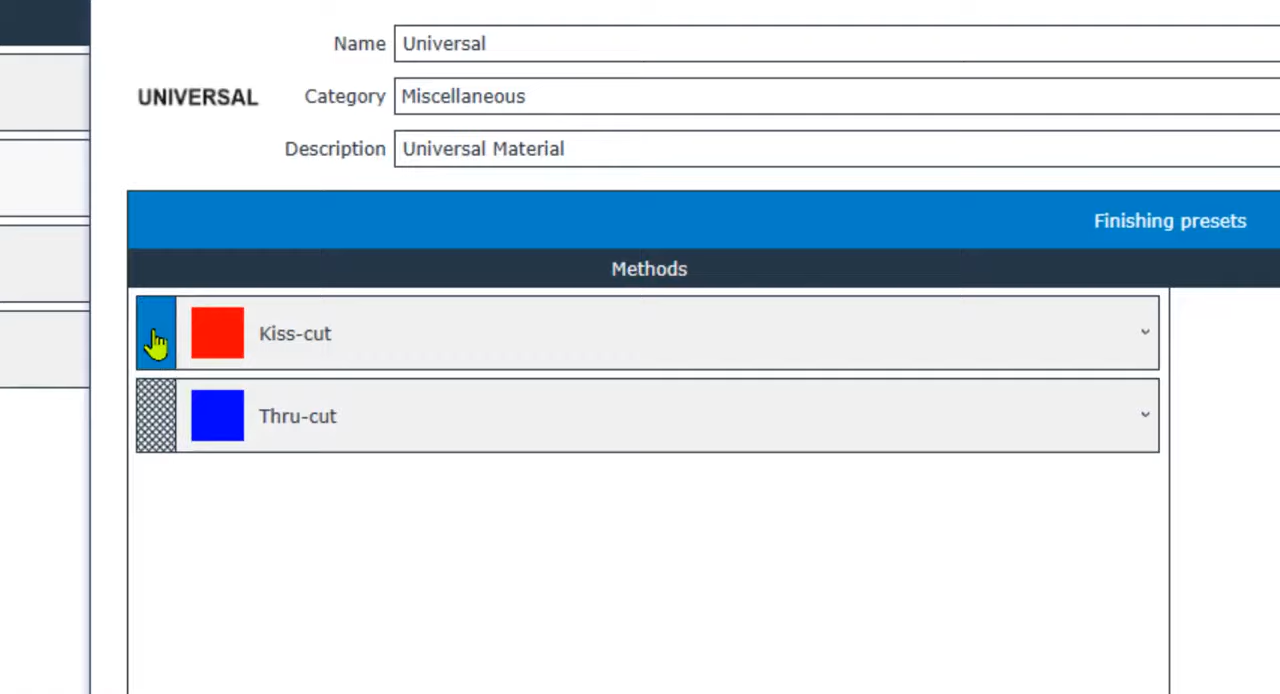 Name Universal
UNIVERSAL Category Miscellaneous
Description Universal Material
Finishing presets
Methods
Kiss-cut
Thru-cut